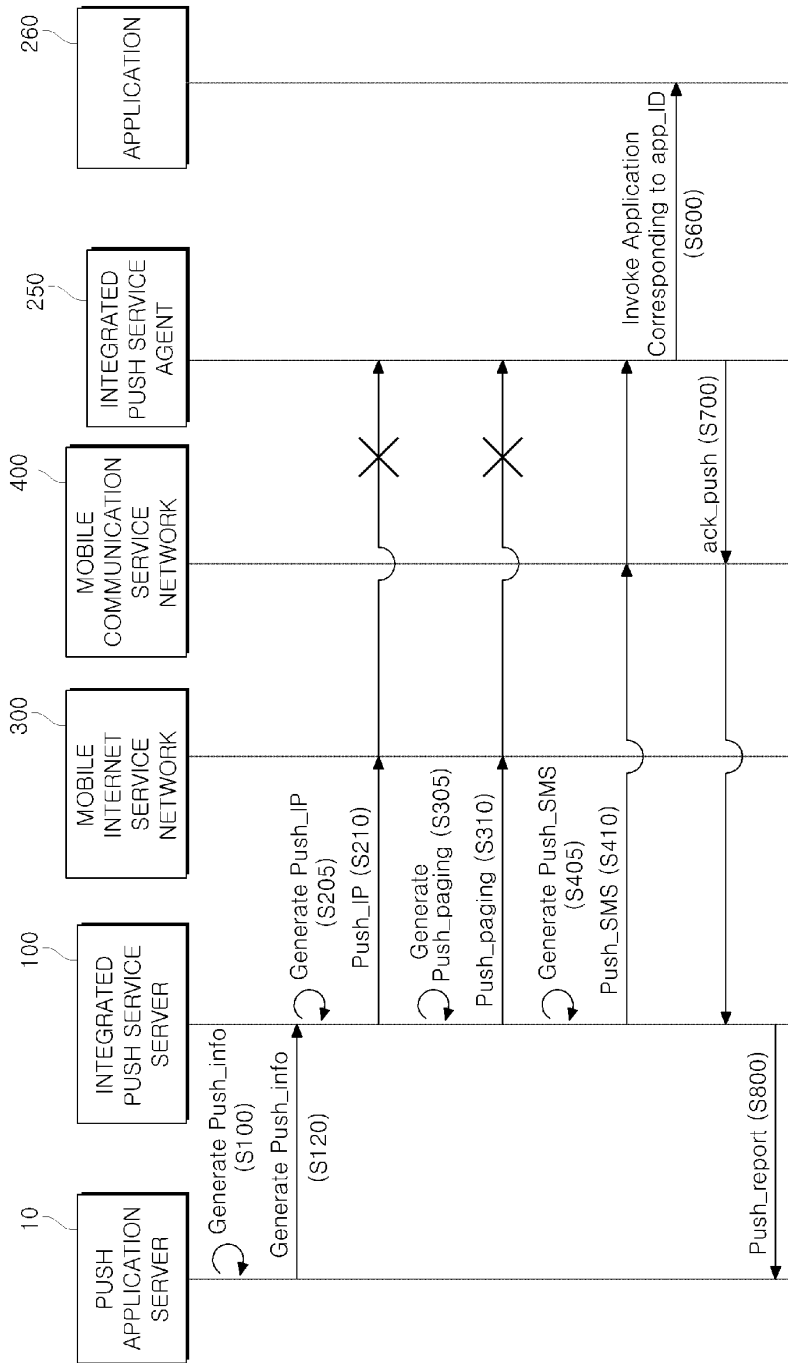 10
PUSH
APPLICATION
SERVER
100
INTEGRATED
PUSH SERVICE
SERVER
300
MOBILE
INTERNET
SERVICE
NETWORK
400
MOBILE
COMMUNICATION
SERVICE
NETWORK
250
INTEGRATED
PUSH SERVICE
AGENT
260
APPLICATION
Generate Push_info
(S100)
Generate Push_info
(S120)
Generate Push_IP
(S205)
Push_IP (S210)
Generate
Push_paging (S305)
Push_paging (S310)
Generate Push_SMS
(S405)
Push_SMS (S410)
Invoke Application
Corresponding to app_ID
(S600)
ack_push (S700)
Push_report (S800)